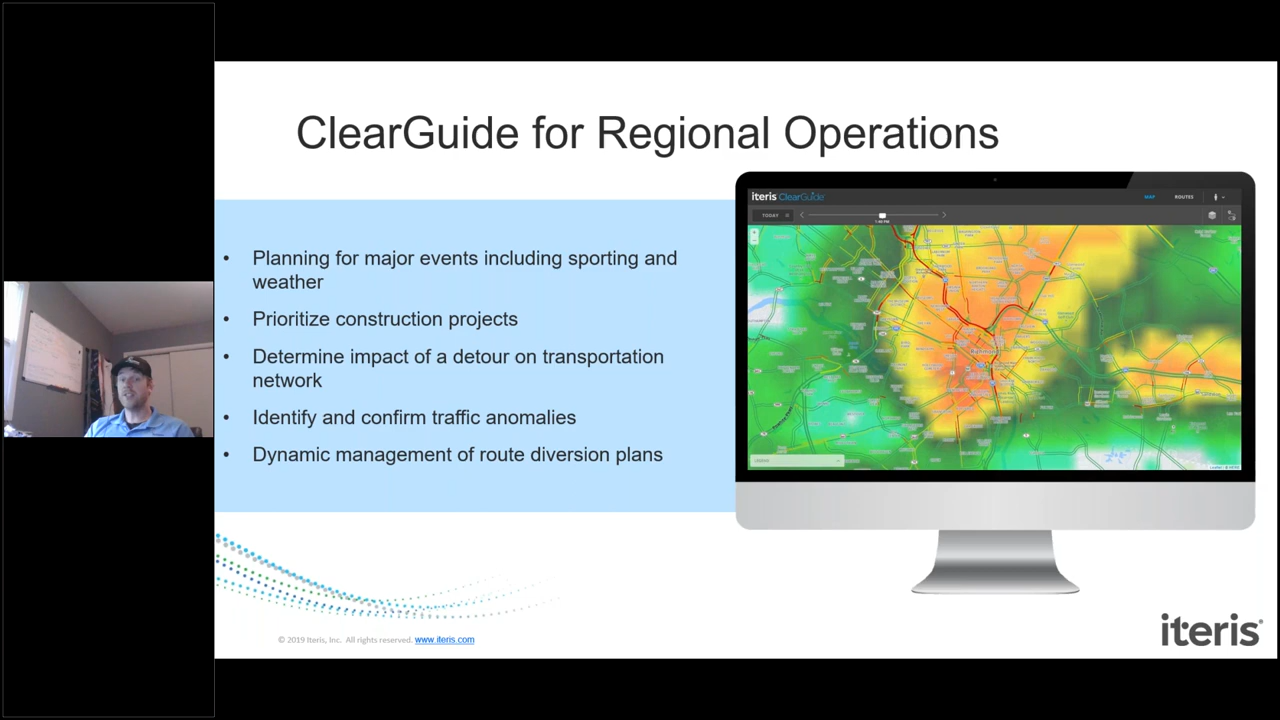 ClearGuide for Regional Operations
• Planning for major events including sporting and
weather
• Prioritize construction projects
• Determine impact of a detour on transportation
network
• Identify and confirm traffic anomalies
• Dynamic management of route diversion plans
iteris ClearGuide
MAP ROUTES
TODAY
Richmond
© 2019 Iteris, Inc. All rights reserved. www.iteris.com
iteris®